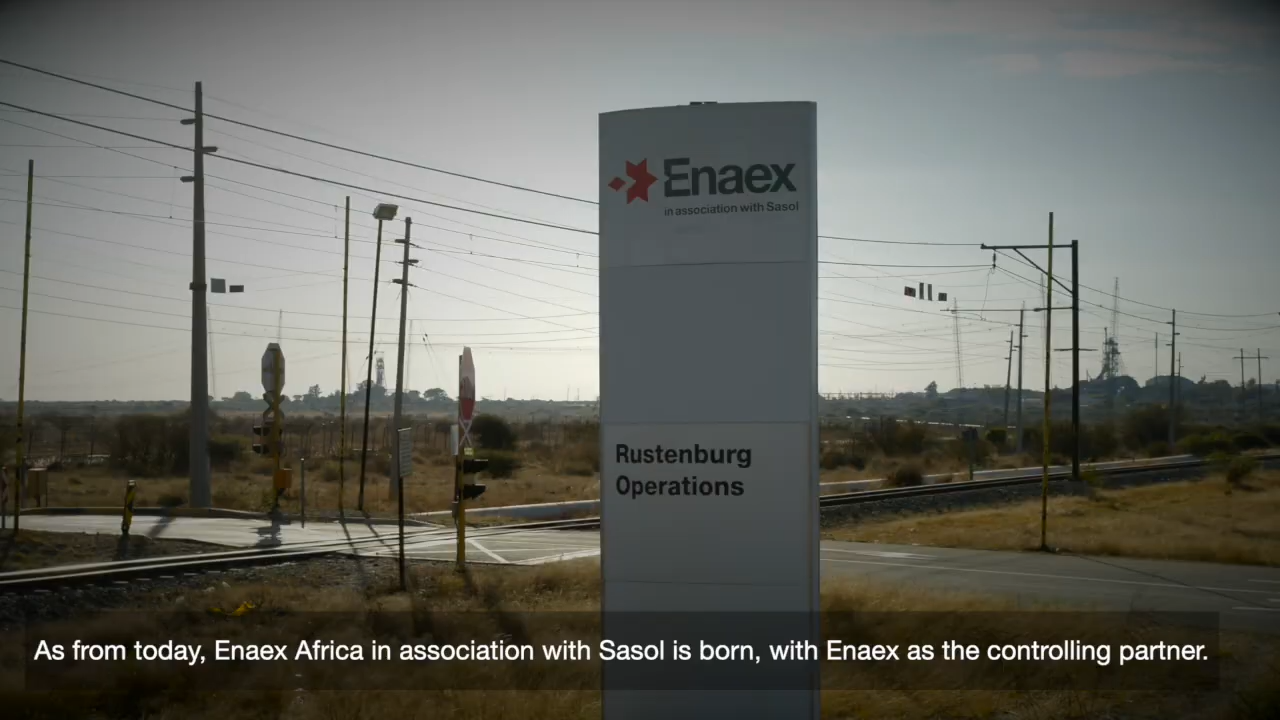 Enaex
in association with Sasol
Rustenburg
Operations
As from today, Enaex Africa in association with Sasol is born, with Enaex as the controlling partner.